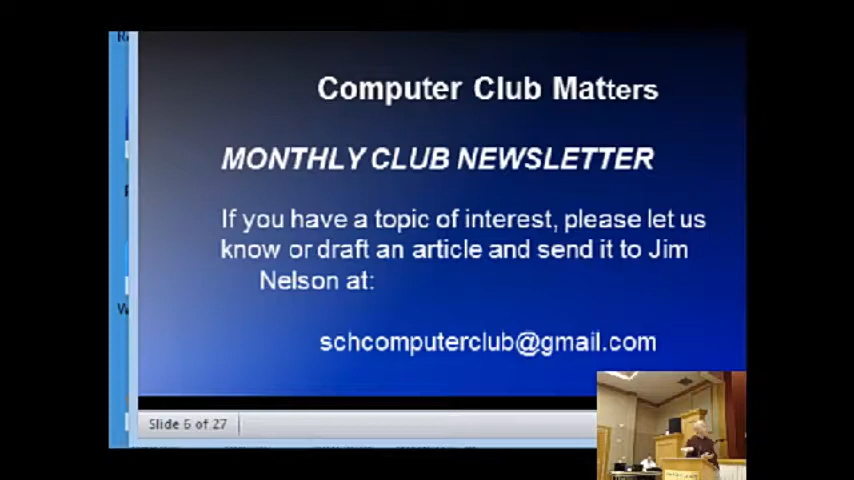 Computer Club Matters
MONTHLY CLUB NEWSLETTER
If you have a topic of interest, please let us
know or draft an article and send it to Jim
Nelson at:
schcomputerclub@gmail.com
Slide 6 of 27